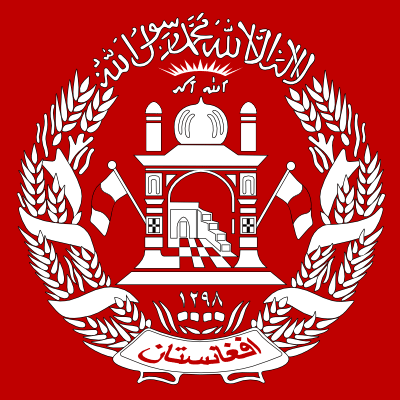 لا إله إلا الله محمد رسول الله
الله أكبر
١٢٩٨
افغانستان